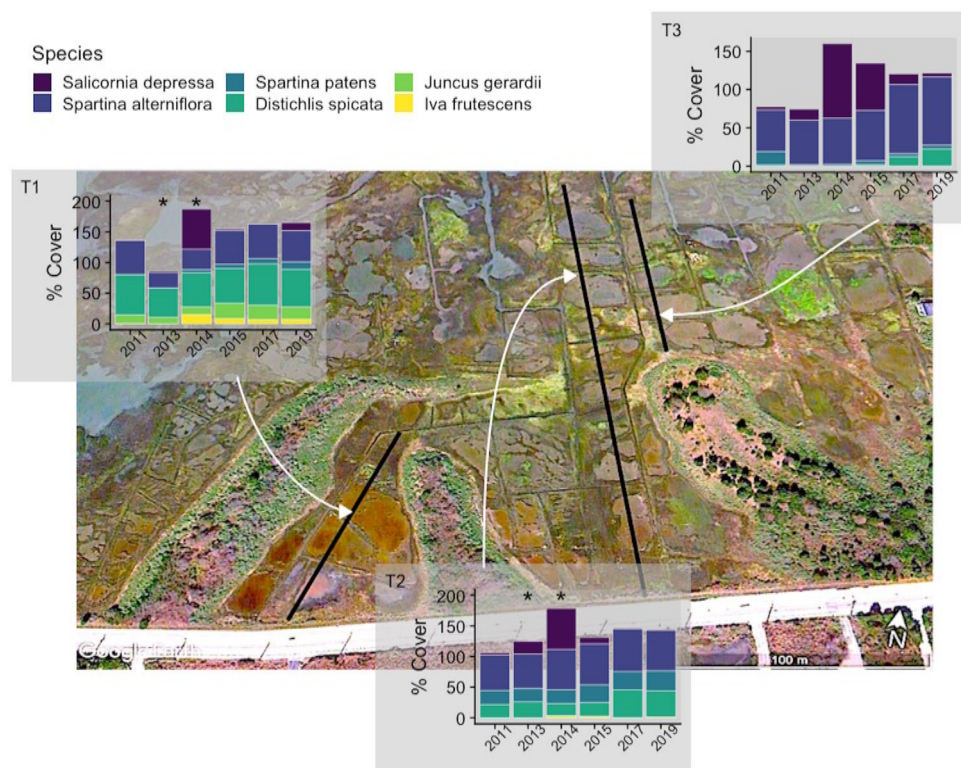 Species
Salicornia depressa
Spartina patens
Juncus gerardii
Spartina alterniflora
Distichlis spicata
Iva frutescens
T3
% Cover
150
100
50
0
2011 2013 2014 2015 2017 2019
T1
% Cover
200
150
100
50
0
* *
2011 2013 2014 2015 2017 2019
T2
% Cover
200
150
100
50
0
* *
2011 2013 2014 2015 2017 2019
N
100 m